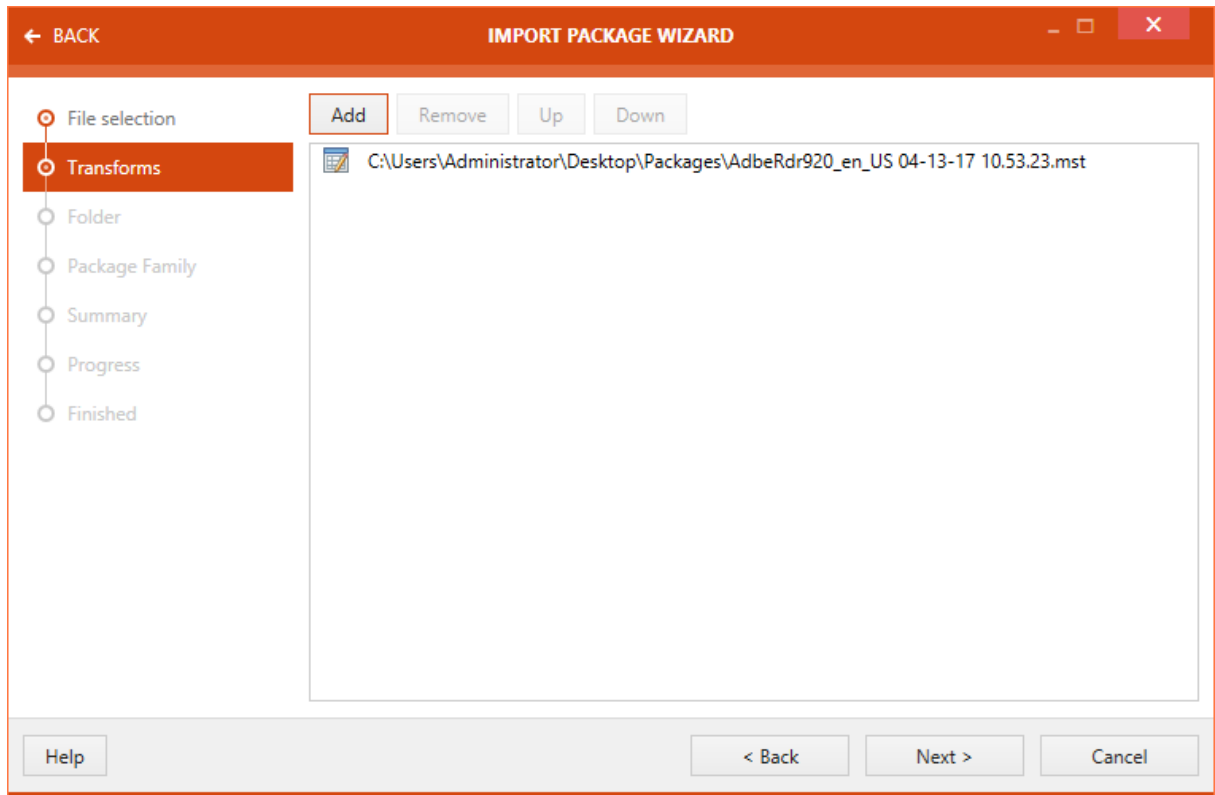 BACK
IMPORT PACKAGE WIZARD
File selection
Transforms
Folder
Package Family
Summary
Progress
Finished
Add Remove Up Down
C:\Users\Administrator\Desktop\Packages\AdbeRdr920_en_US 04-13-17 10.53.23.mst
Help < Back Next > Cancel